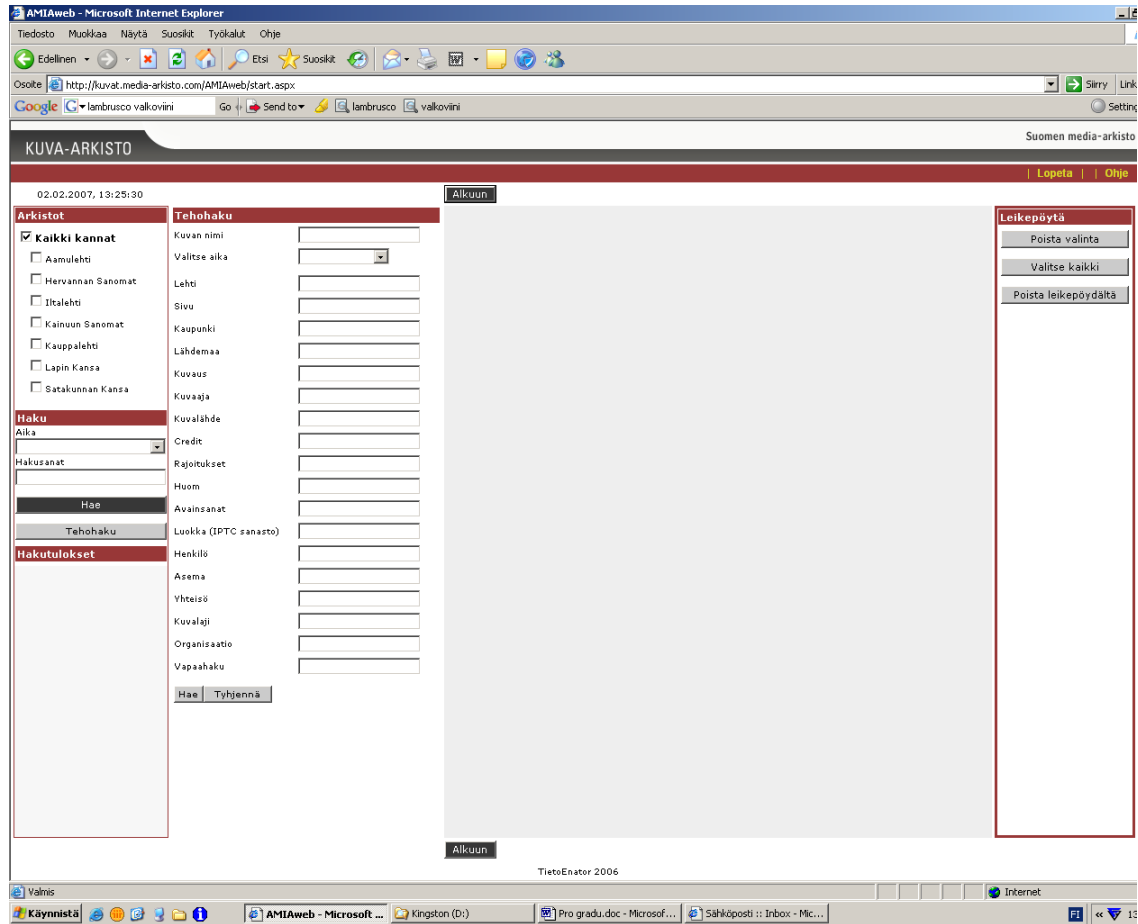 AMIAweb - Microsoft Internet Explorer
Tiedosto Muokkaa Näytä Suosikit Työkalut Ohje
Edellinen Etsi Suosikit
Osoite http://kuvat.media-arkisto.com/AMIAweb/start.aspx Siirry
Google lambrusco valkoviini Go Send to lambrusco valkoviini
KUVA-ARKISTO
Suomen media-arkisto
| Lopeta | | Ohje
02.02.2007, 13:25:30
Alkuun
Arkistot
Kaikki kannat
Aamulehti
Hervannan Sanomat
Iltalehti
Kainuun Sanomat
Kauppalehti
Lapin Kansa
Satakunnan Kansa
Haku
Aika
Hakusanat
Hae
Tehohaku
Hakutulokset
Tehohaku
Kuvan nimi
Valitse aika
Lehti
Sivu
Kaupunki
Lähdemaa
Kuvaus
Kuvaaja
Kuvalähde
Credit
Rajoitukset
Huom
Avainsanat
Luokka (IPTC sanasto)
Henkilö
Asema
Yhteisö
Kuvalaji
Organisaatio
Vapaahaku
Hae Tyhjennä
Leikepöytä
Poista valinta
Valitse kaikki
Poista leikepöydältä
Alkuun
TietoEnator 2006
Valmis Internet
Käynnistä AMIAweb - Microsoft ... Kingston (D:) Pro gradu.doc - Microsof... Sähköposti :: Inbox - Mic... FI « 13